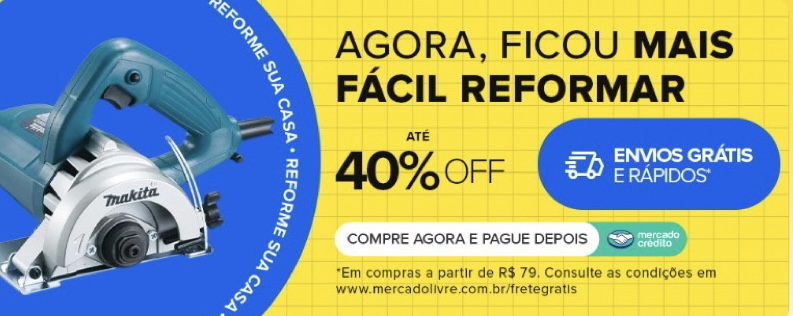 REFORME SUA CASA • REFORME SUA CASA •
Makita
AGORA, FICOU MAIS
FÁCIL REFORMAR
ATÉ
40% OFF
ENVIOS GRÁTIS
E RÁPIDOS*
COMPRE AGORA E PAGUE DEPOIS
mercado
crédito
*Em compras a partir de R$ 79. Consulte as condições em
www.mercadolivre.com.br/fretegratis